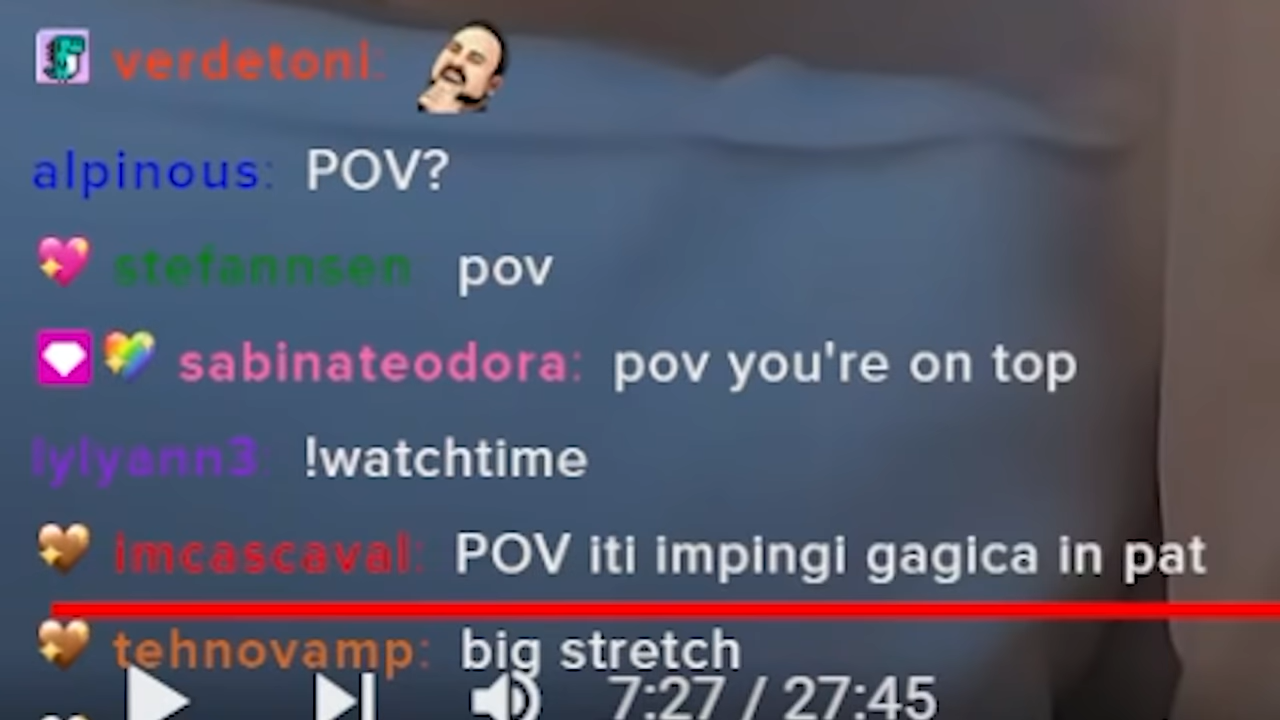 verdetoni:
alpinous: POV?
stefannsen pov
sabinateodora: pov you're on top
lylyann3: !watchtime
imcascaval: POV iti impingi gagica in pat
tehnovamp: big stretch
7:27 / 27:45